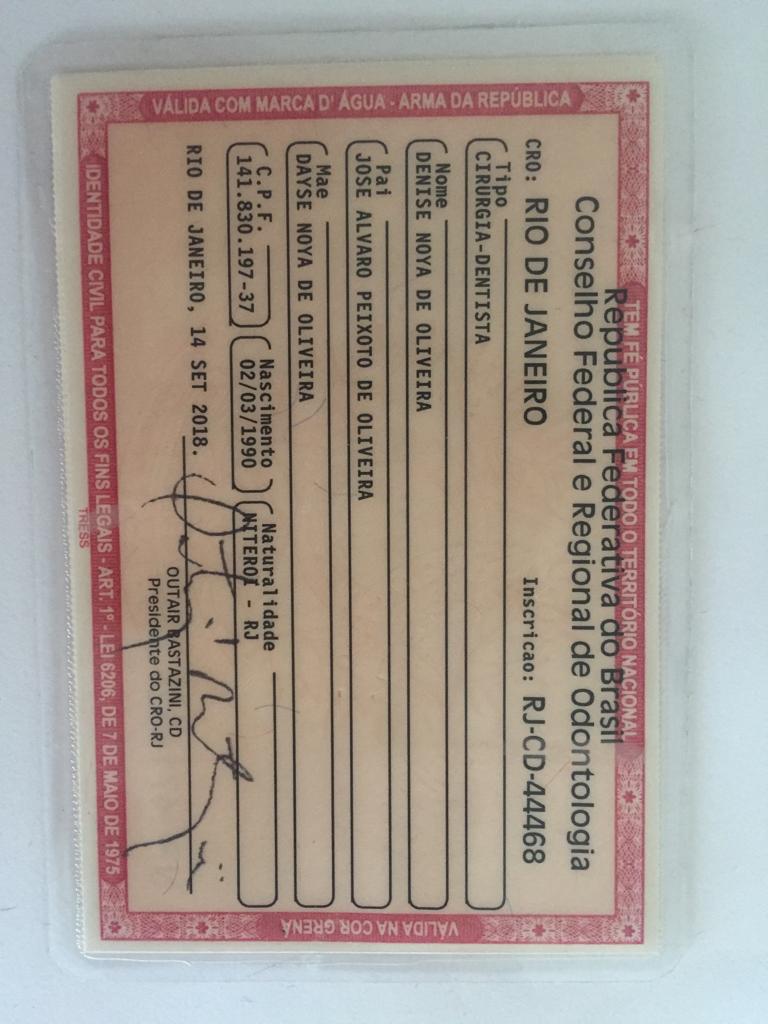 VÁLIDA COM MARCA D' ÁGUA - ARMA DA REPÚBLICA
TEM FÉ PÚBLICA EM TODO O TERRITÓRIO NACIONAL
República Federativa do Brasil
Conselho Federal e Regional de Odontologia
CRO: RIO DE JANEIRO Inscricao: RJ-CD-44468
Tipo
CIRURGIA-DENTISTA
Nome
DENISE NOYA DE OLIVEIRA
Pai
JOSE ALVARO PEIXOTO DE OLIVEIRA
Mae
DAYSE NOYA DE OLIVEIRA
C.P.F. Nascimento Naturalidade
141.830.197-37 02/03/1990 NITEROI - RJ
RIO DE JANEIRO, 14 SET 2018.
OUTAIR BASTAZINI, CD
Presidente do CRO-RJ
IDENTIDADE CIVIL PARA TODOS OS FINS LEGAIS - ART. 1º - LEI 6206, DE 7 DE MAIO DE 1975
TRESS
VÁLIDA NA COR GRENÁ